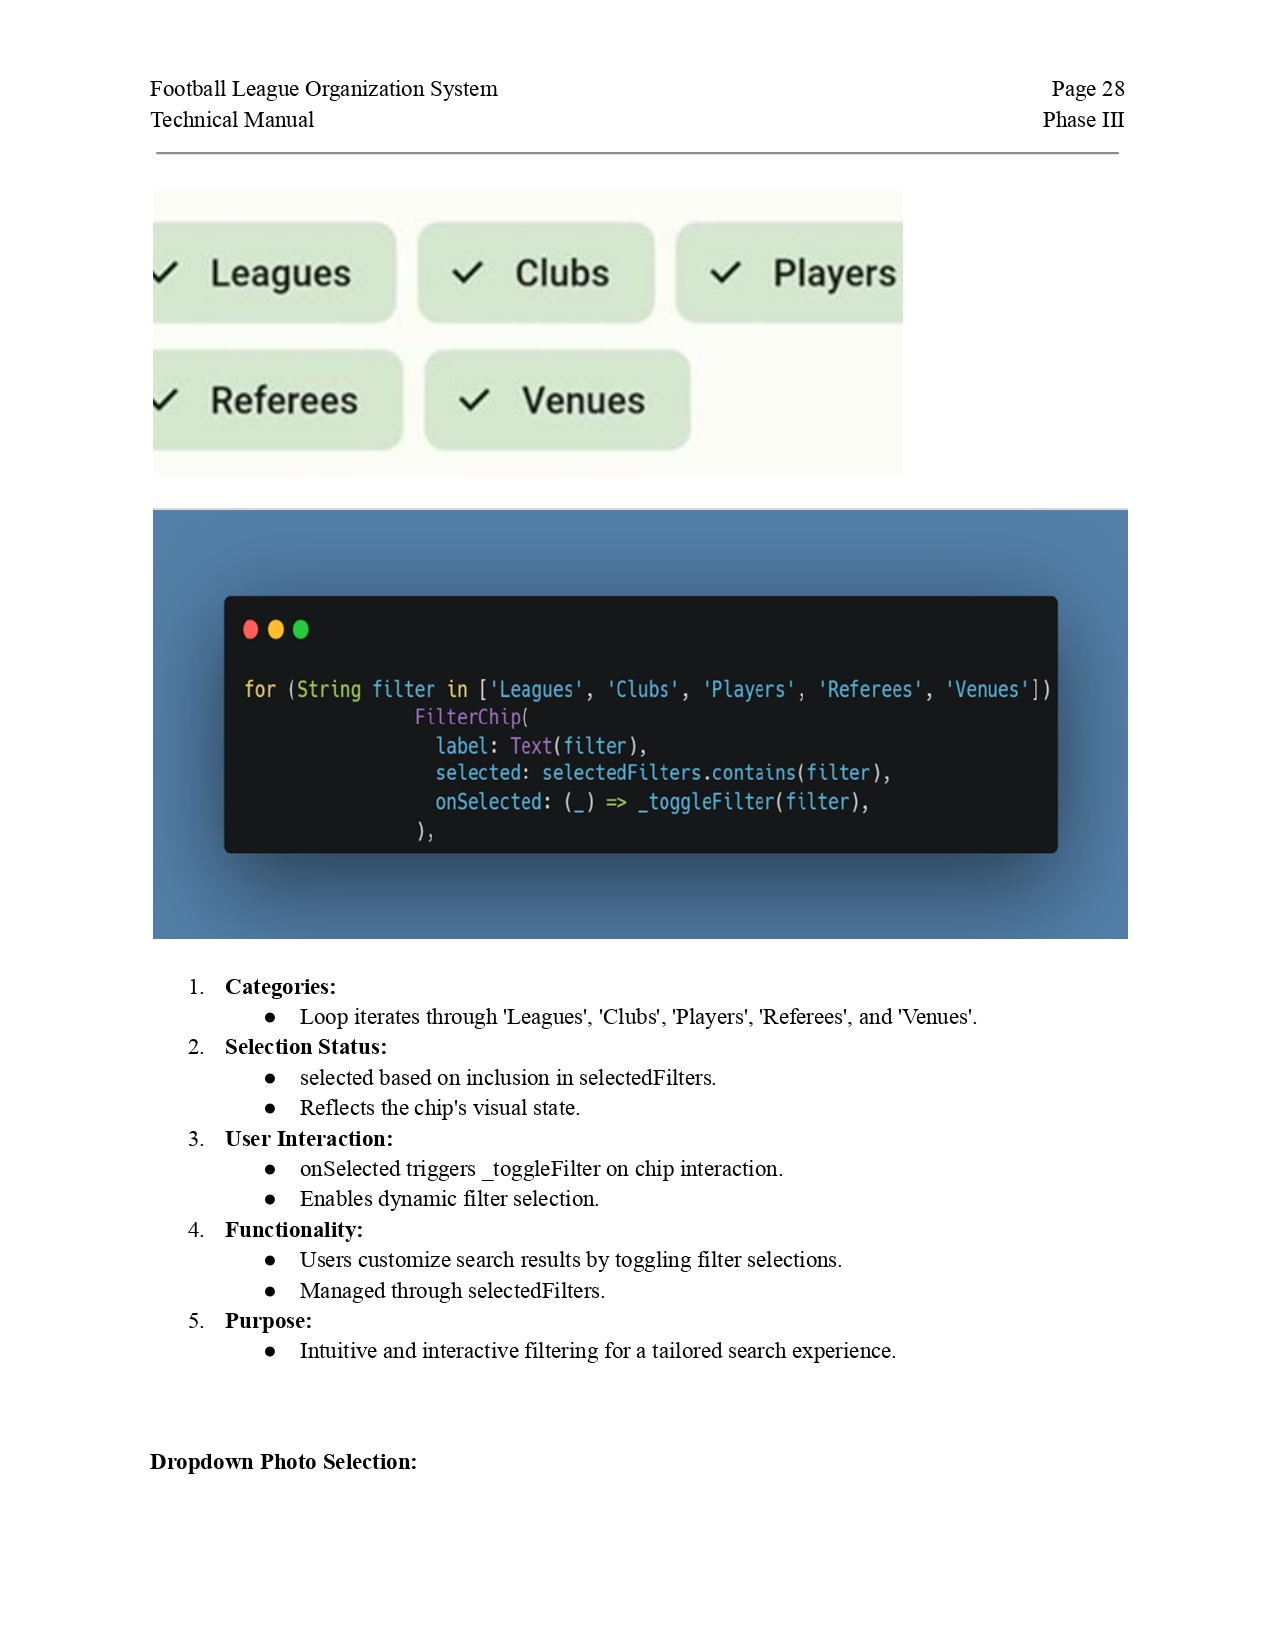 Football League Organization System Page 28
Technical Manual Phase III
Leagues Clubs Players
Referees Venues
for (String filter in ['Leagues', 'Clubs', 'Players', 'Referees', 'Venues'])
FilterChip(
label: Text(filter),
selected: selectedFilters.contains(filter),
onSelected: (_) => _toggleFilter(filter),
),
1. Categories:
● Loop iterates through 'Leagues', 'Clubs', 'Players', 'Referees', and 'Venues'.
2. Selection Status:
● selected based on inclusion in selectedFilters.
● Reflects the chip's visual state.
3. User Interaction:
● onSelected triggers _toggleFilter on chip interaction.
● Enables dynamic filter selection.
4. Functionality:
● Users customize search results by toggling filter selections.
● Managed through selectedFilters.
5. Purpose:
● Intuitive and interactive filtering for a tailored search experience.
Dropdown Photo Selection: